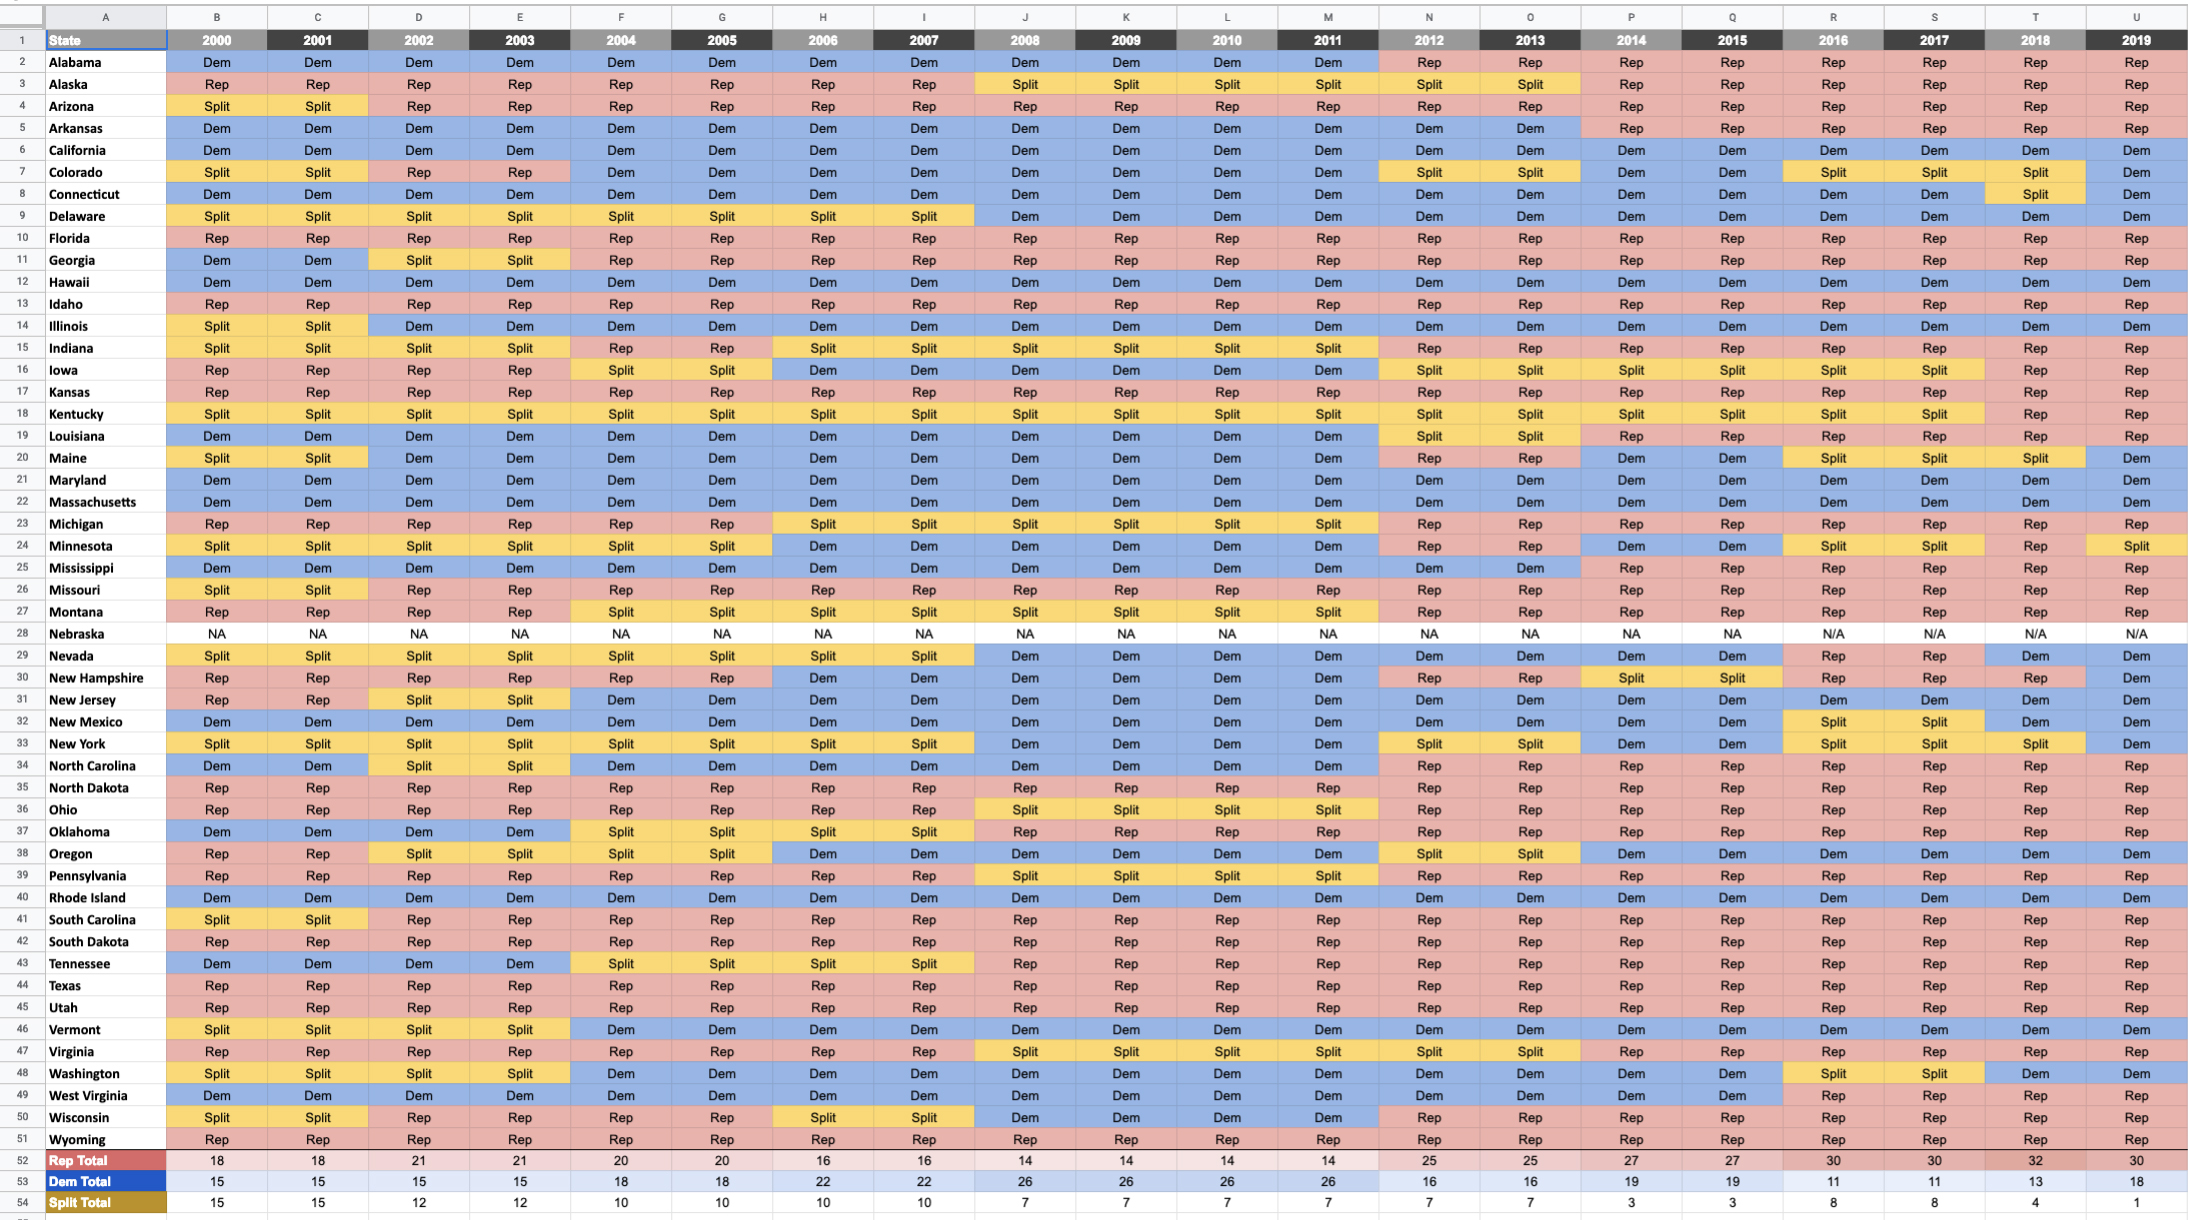 A B C D E F G H I J K L M N O P Q R S T U
1 State 2000 2001 2002 2003 2004 2005 2006 2007 2008 2009 2010 2011 2012 2013 2014 2015 2016 2017 2018 2019
2 Alabama Dem Dem Dem Dem Dem Dem Dem Dem Dem Dem Dem Dem Rep Rep Rep Rep Rep Rep Rep Rep
3 Alaska Rep Rep Rep Rep Rep Rep Rep Rep Split Split Split Split Split Split Rep Rep Rep Rep Rep Rep
4 Arizona Split Split Rep Rep Rep Rep Rep Rep Rep Rep Rep Rep Rep Rep Rep Rep Rep Rep Rep Rep
5 Arkansas Dem Dem Dem Dem Dem Dem Dem Dem Dem Dem Dem Dem Dem Dem Rep Rep Rep Rep Rep Rep
6 California Dem Dem Dem Dem Dem Dem Dem Dem Dem Dem Dem Dem Dem Dem Dem Dem Dem Dem Dem Dem
7 Colorado Split Split Rep Rep Dem Dem Dem Dem Dem Dem Dem Dem Split Split Dem Dem Split Split Split Dem
8 Connecticut Dem Dem Dem Dem Dem Dem Dem Dem Dem Dem Dem Dem Dem Dem Dem Dem Dem Dem Split Dem
9 Delaware Split Split Split Split Split Split Split Split Dem Dem Dem Dem Dem Dem Dem Dem Dem Dem Dem Dem
10 Florida Rep Rep Rep Rep Rep Rep Rep Rep Rep Rep Rep Rep Rep Rep Rep Rep Rep Rep Rep Rep
11 Georgia Dem Dem Split Split Rep Rep Rep Rep Rep Rep Rep Rep Rep Rep Rep Rep Rep Rep Rep Rep
12 Hawaii Dem Dem Dem Dem Dem Dem Dem Dem Dem Dem Dem Dem Dem Dem Dem Dem Dem Dem Dem Dem
13 Idaho Rep Rep Rep Rep Rep Rep Rep Rep Rep Rep Rep Rep Rep Rep Rep Rep Rep Rep Rep Rep
14 Illinois Split Split Dem Dem Dem Dem Dem Dem Dem Dem Dem Dem Dem Dem Dem Dem Dem Dem Dem Dem
15 Indiana Split Split Split Split Rep Rep Split Split Split Split Split Split Rep Rep Rep Rep Rep Rep Rep Rep
16 Iowa Rep Rep Rep Rep Split Split Dem Dem Dem Dem Dem Dem Split Split Split Split Split Split Rep Rep
17 Kansas Rep Rep Rep Rep Rep Rep Rep Rep Rep Rep Rep Rep Rep Rep Rep Rep Rep Rep Rep Rep
18 Kentucky Split Split Split Split Split Split Split Split Split Split Split Split Split Split Split Split Split Split Rep Rep
19 Louisiana Dem Dem Dem Dem Dem Dem Dem Dem Dem Dem Dem Dem Split Split Rep Rep Rep Rep Rep Rep
20 Maine Split Split Dem Dem Dem Dem Dem Dem Dem Dem Dem Dem Rep Rep Dem Dem Split Split Split Dem
21 Maryland Dem Dem Dem Dem Dem Dem Dem Dem Dem Dem Dem Dem Dem Dem Dem Dem Dem Dem Dem Dem
22 Massachusetts Dem Dem Dem Dem Dem Dem Dem Dem Dem Dem Dem Dem Dem Dem Dem Dem Dem Dem Dem Dem
23 Michigan Rep Rep Rep Rep Rep Rep Split Split Split Split Split Split Rep Rep Rep Rep Rep Rep Rep Rep
24 Minnesota Split Split Split Split Split Split Dem Dem Dem Dem Dem Dem Rep Rep Dem Dem Split Split Rep Split
25 Mississippi Dem Dem Dem Dem Dem Dem Dem Dem Dem Dem Dem Dem Dem Dem Rep Rep Rep Rep Rep Rep
26 Missouri Split Split Rep Rep Rep Rep Rep Rep Rep Rep Rep Rep Rep Rep Rep Rep Rep Rep Rep Rep
27 Montana Rep Rep Rep Rep Split Split Split Split Split Split Split Split Rep Rep Rep Rep Rep Rep Rep Rep
28 Nebraska NA NA NA NA NA NA NA NA NA NA NA NA NA NA NA NA N/A N/A N/A N/A
29 Nevada Split Split Split Split Split Split Split Split Dem Dem Dem Dem Dem Dem Dem Dem Rep Rep Dem Dem
30 New Hampshire Rep Rep Rep Rep Rep Rep Dem Dem Dem Dem Dem Dem Rep Rep Split Split Rep Rep Rep Dem
31 New Jersey Rep Rep Split Split Dem Dem Dem Dem Dem Dem Dem Dem Dem Dem Dem Dem Dem Dem Dem Dem
32 New Mexico Dem Dem Dem Dem Dem Dem Dem Dem Dem Dem Dem Dem Dem Dem Dem Dem Split Split Dem Dem
33 New York Split Split Split Split Split Split Split Split Dem Dem Dem Dem Split Split Dem Dem Split Split Split Dem
34 North Carolina Dem Dem Split Split Dem Dem Dem Dem Dem Dem Dem Dem Rep Rep Rep Rep Rep Rep Rep Rep
35 North Dakota Rep Rep Rep Rep Rep Rep Rep Rep Rep Rep Rep Rep Rep Rep Rep Rep Rep Rep Rep Rep
36 Ohio Rep Rep Rep Rep Rep Rep Rep Rep Split Split Split Split Rep Rep Rep Rep Rep Rep Rep Rep
37 Oklahoma Dem Dem Dem Dem Split Split Split Split Rep Rep Rep Rep Rep Rep Rep Rep Rep Rep Rep Rep
38 Oregon Rep Rep Split Split Split Split Dem Dem Dem Dem Dem Dem Split Split Dem Dem Dem Dem Dem Dem
39 Pennsylvania Rep Rep Rep Rep Rep Rep Rep Rep Split Split Split Split Rep Rep Rep Rep Rep Rep Rep Rep
40 Rhode Island Dem Dem Dem Dem Dem Dem Dem Dem Dem Dem Dem Dem Dem Dem Dem Dem Dem Dem Dem Dem
41 South Carolina Split Split Rep Rep Rep Rep Rep Rep Rep Rep Rep Rep Rep Rep Rep Rep Rep Rep Rep Rep
42 South Dakota Rep Rep Rep Rep Rep Rep Rep Rep Rep Rep Rep Rep Rep Rep Rep Rep Rep Rep Rep Rep
43 Tennessee Dem Dem Dem Dem Split Split Split Split Rep Rep Rep Rep Rep Rep Rep Rep Rep Rep Rep Rep
44 Texas Rep Rep Rep Rep Rep Rep Rep Rep Rep Rep Rep Rep Rep Rep Rep Rep Rep Rep Rep Rep
45 Utah Rep Rep Rep Rep Rep Rep Rep Rep Rep Rep Rep Rep Rep Rep Rep Rep Rep Rep Rep Rep
46 Vermont Split Split Split Split Dem Dem Dem Dem Dem Dem Dem Dem Dem Dem Dem Dem Dem Dem Dem Dem
47 Virginia Rep Rep Rep Rep Rep Rep Rep Rep Split Split Split Split Split Split Rep Rep Rep Rep Rep Rep
48 Washington Split Split Split Split Dem Dem Dem Dem Dem Dem Dem Dem Dem Dem Dem Dem Split Split Dem Dem
49 West Virginia Dem Dem Dem Dem Dem Dem Dem Dem Dem Dem Dem Dem Dem Dem Dem Dem Rep Rep Rep Rep
50 Wisconsin Split Split Rep Rep Rep Rep Split Split Dem Dem Dem Dem Rep Rep Rep Rep Rep Rep Rep Rep
51 Wyoming Rep Rep Rep Rep Rep Rep Rep Rep Rep Rep Rep Rep Rep Rep Rep Rep Rep Rep Rep Rep
52 Rep Total 18 18 21 21 20 20 16 16 14 14 14 14 25 25 27 27 30 30 32 30
53 Dem Total 15 15 15 15 18 18 22 22 26 26 26 26 16 16 19 19 11 11 13 18
54 Split Total 15 15 12 12 10 10 10 10 7 7 7 7 7 7 3 3 8 8 4 1